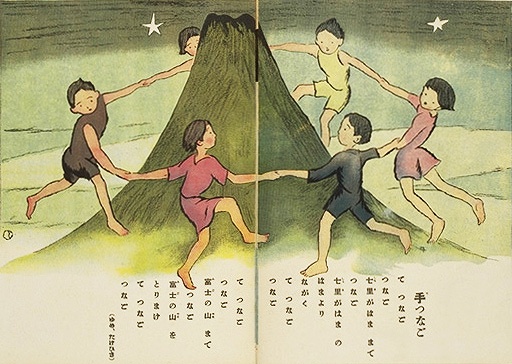 手つなご
て つなご
つなご
七里がはま まで
つなご
七里がはま の
はまより
ながく
て つなご
つなご
て つなご
つなご
富士の山 まで
つなご
富士の山 を
とりまけ
て つなご
つなご